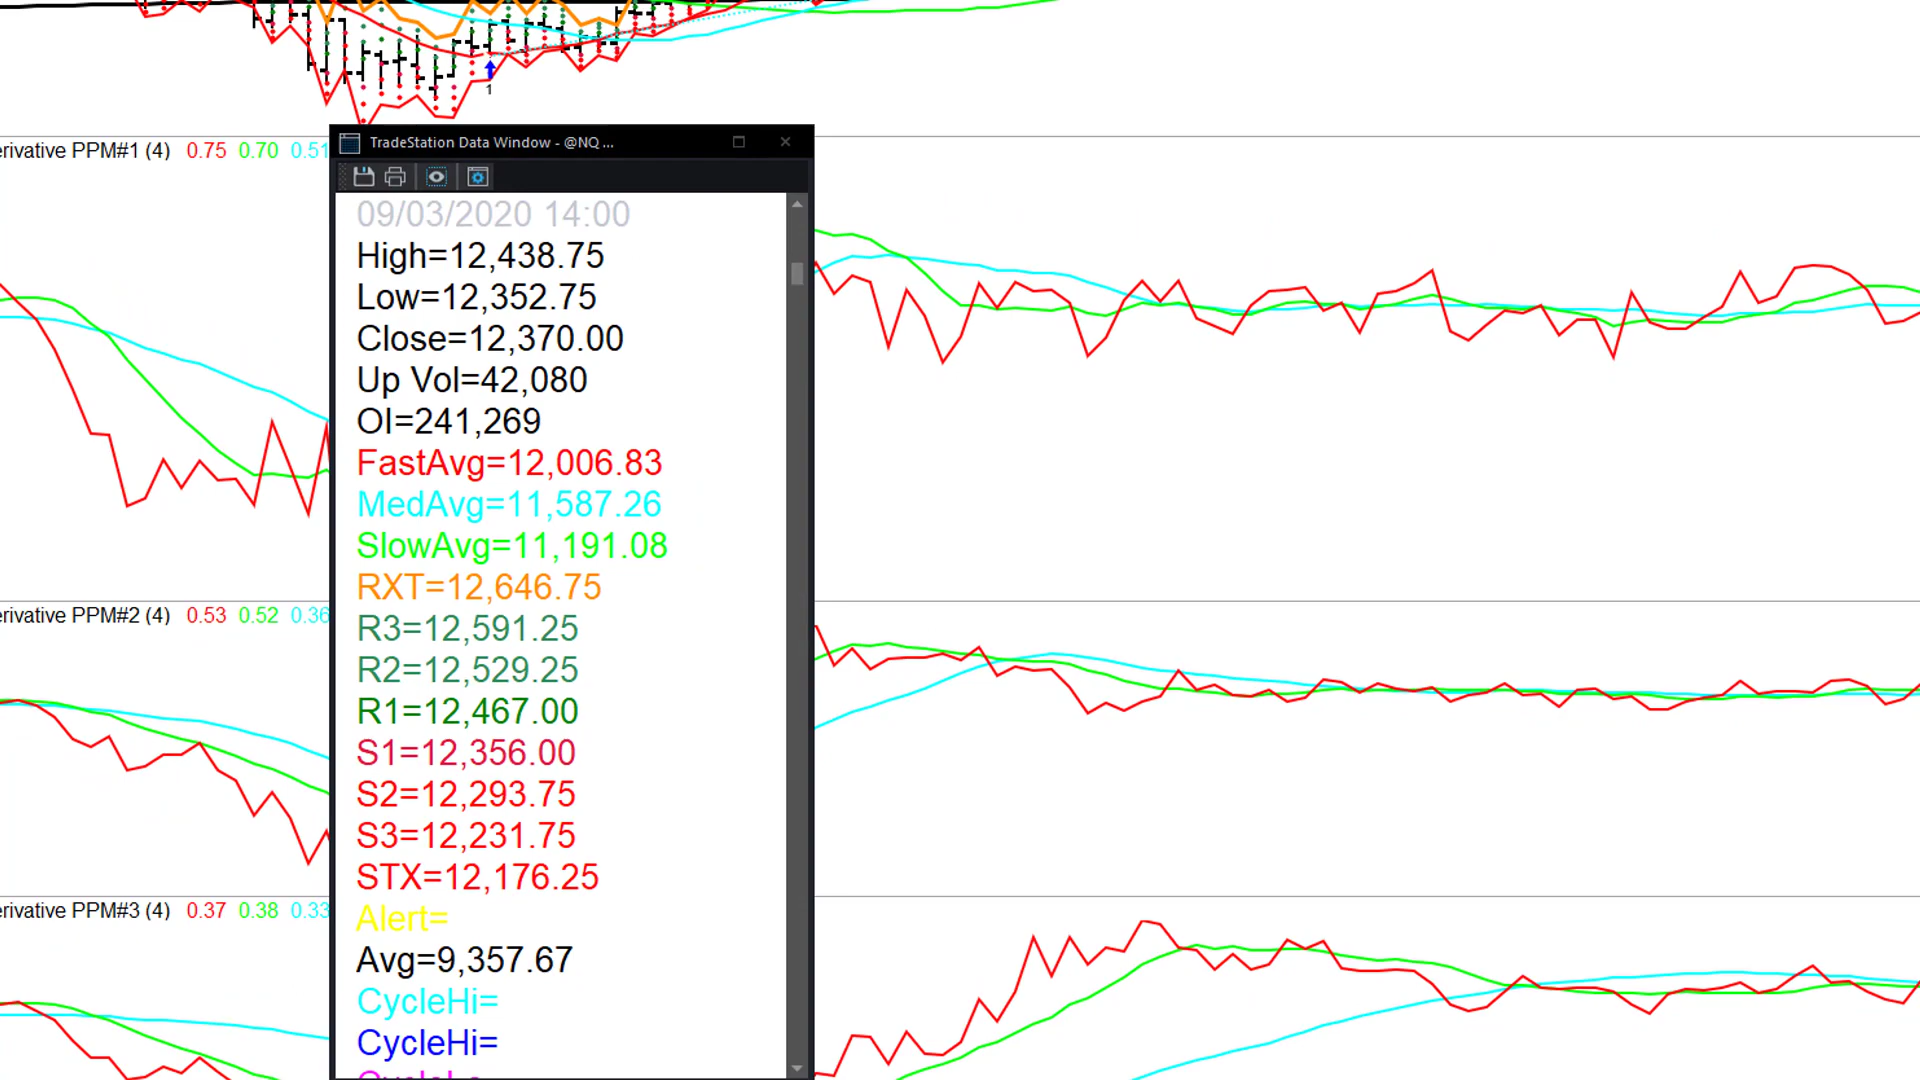 1
erivative PPM#1 (4) 0.75 0.70 0.51
TradeStation Data Window - @NQ ...
09/03/2020 14:00
High=12,438.75
Low=12,352.75
Close=12,370.00
Up Vol=42,080
OI=241,269
FastAvg=12,006.83
MedAvg=11,587.26
SlowAvg=11,191.08
RXT=12,646.75
R3=12,591.25
erivative PPM#2 (4) 0.53 0.52 0.36
R2=12,529.25
R1=12,467.00
S1=12,356.00
S2=12,293.75
S3=12,231.75
STX=12,176.25
erivative PPM#3 (4) 0.37 0.38 0.33
Alert=
Avg=9,357.67
CycleHi=
CycleHi=